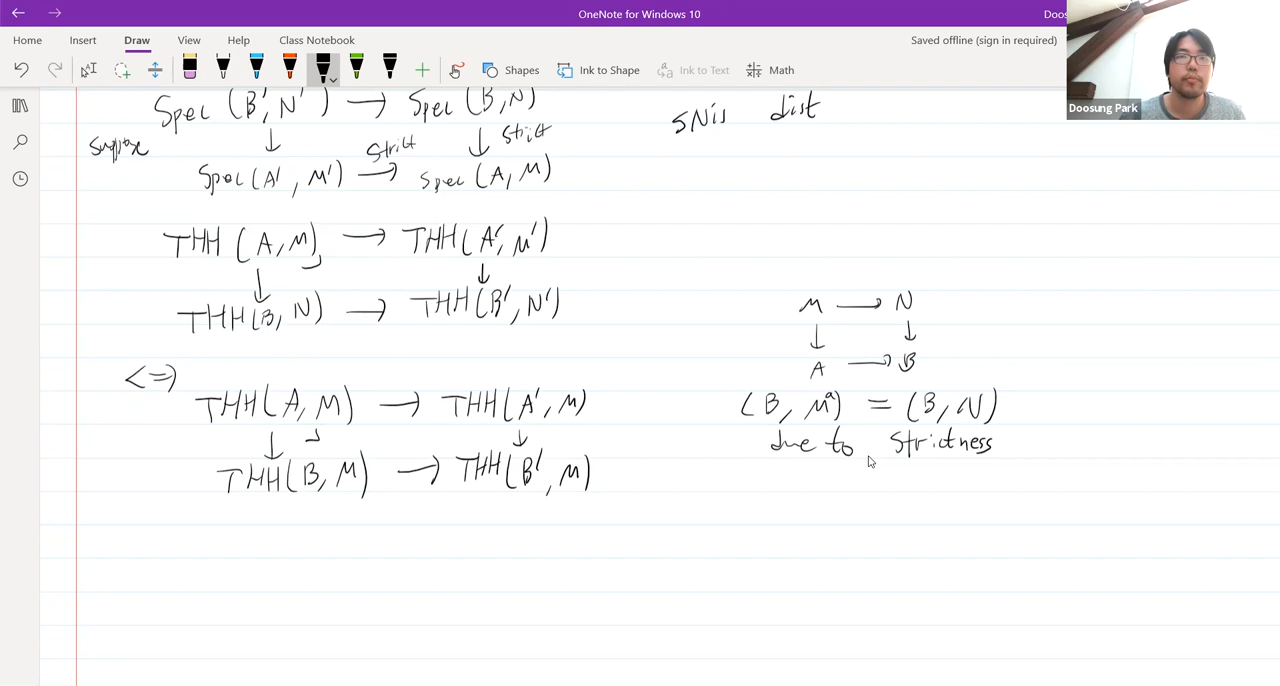 OneNote for Windows 10
Doos
Home Insert Draw View Help Class Notebook
Saved offline (sign in required)
Shapes Ink to Shape Ink to Text Math
Doosung Park
Spec (B', N') → Spec (B, N)
sNis dist
suppose ↓ strict ↓ strict
Spec (A', M') → Spec (A, M)
THH (A, M) → THH (A', M')
↓ ↓
THH (B, N) → THH (B', N')
M → N
↓ ↓
A → B
<=>
THH (A, M) → THH (A', M)
(B, Mᵃ) = (B, N)
↓ ↓
due to strictness
THH (B, M) → THH (B', M)